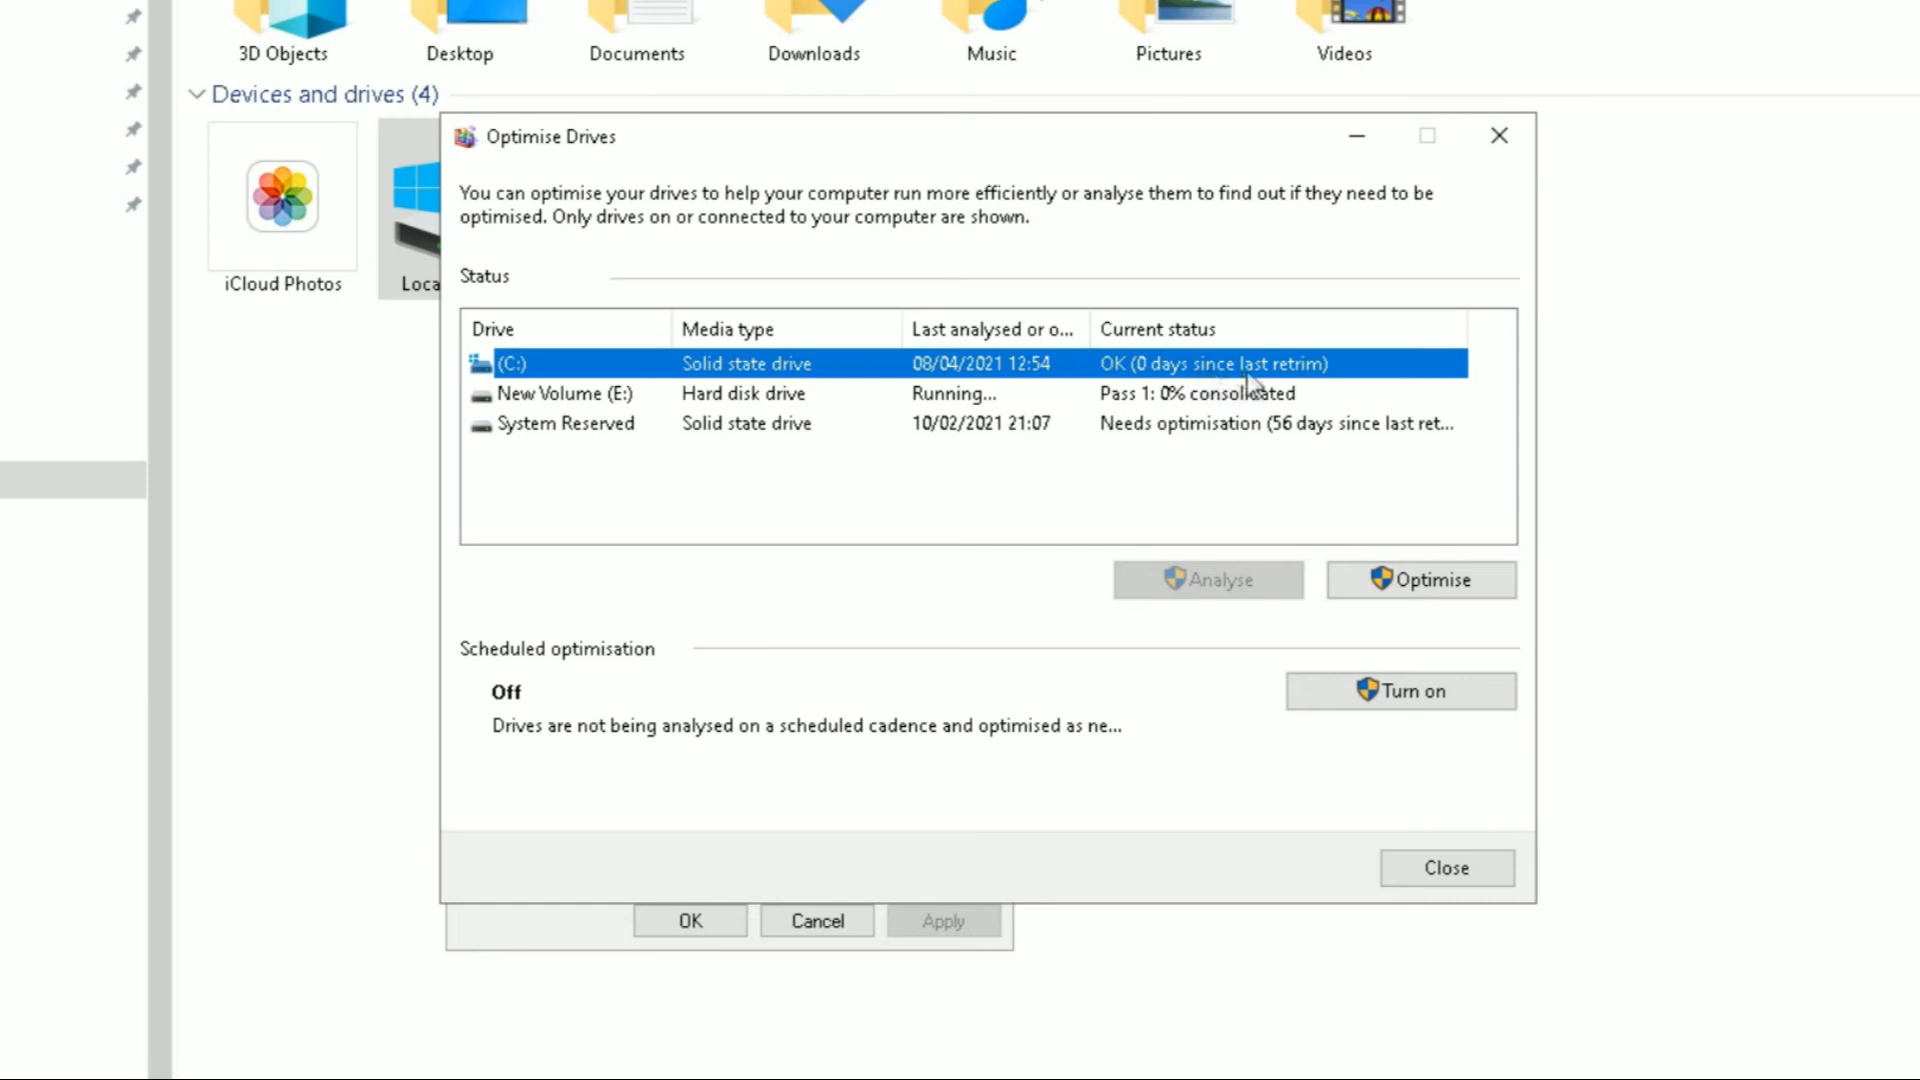 3D Objects
Desktop
Documents
Downloads
Music
Pictures
Videos
Devices and drives (4)
iCloud Photos
Loca
Optimise Drives
You can optimise your drives to help your computer run more efficiently or analyse them to find out if they need to be
optimised. Only drives on or connected to your computer are shown.
Status
Drive Media type Last analysed or o... Current status
(C:) Solid state drive 08/04/2021 12:54 OK (0 days since last retrim)
New Volume (E:) Hard disk drive Running... Pass 1: 0% consolidated
System Reserved Solid state drive 10/02/2021 21:07 Needs optimisation (56 days since last ret...
Analyse
Optimise
Scheduled optimisation
Off
Turn on
Drives are not being analysed on a scheduled cadence and optimised as ne...
Close
OK
Cancel
Apply